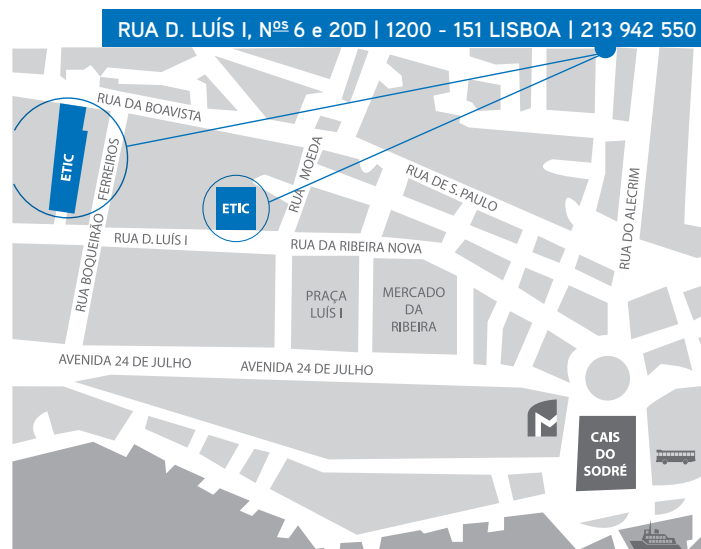 RUA D. LUÍS I, Nos 6 e 20D | 1200 - 151 LISBOA | 213 942 550
RUA DA BOAVISTA
ETIC
RUA BOQUEIRÃO FERREIROS
ETIC
RUA MOEDA
RUA DE S. PAULO
RUA DO ALECRIM
RUA D. LUÍS I
RUA DA RIBEIRA NOVA
PRAÇA
LUÍS I
MERCADO
DA
RIBEIRA
AVENIDA 24 DE JULHO
AVENIDA 24 DE JULHO
M
CAIS
DO
SODRÉ